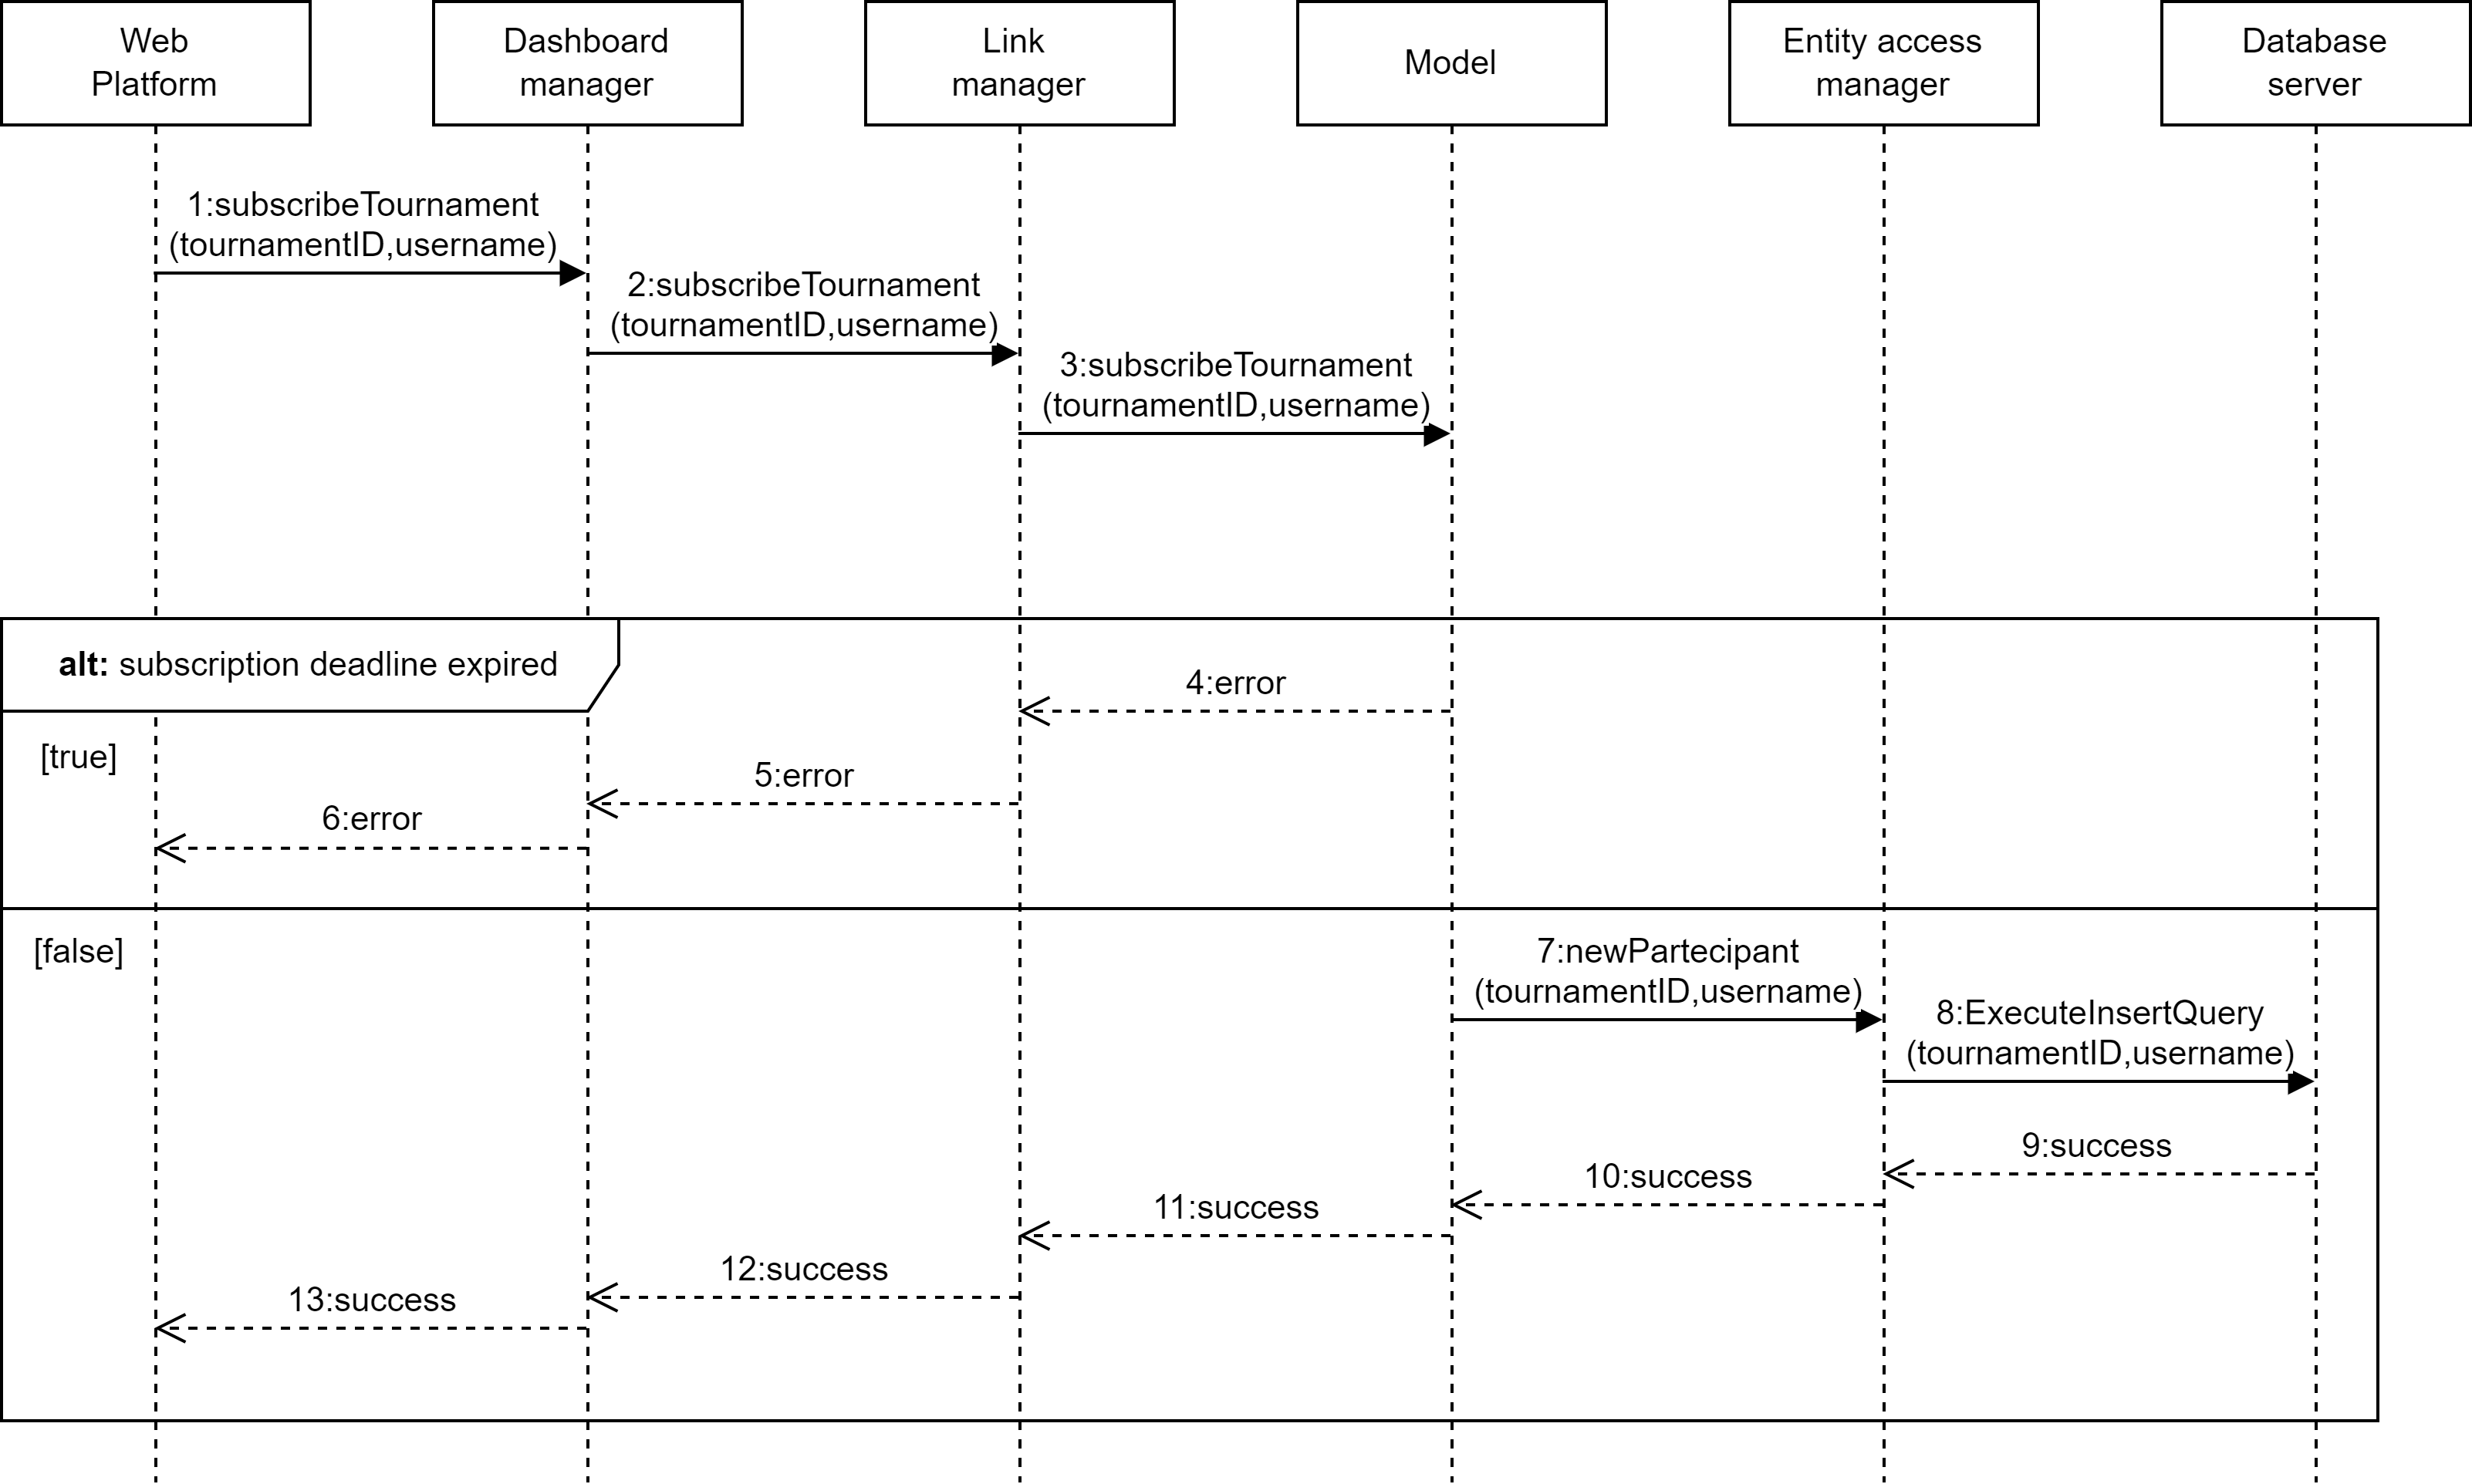 Web
Platform
Dashboard
manager
Link
manager
Model
Entity access
manager
Database
server
1:subscribeTournament
(tournamentID,username)
2:subscribeTournament
(tournamentID,username)
3:subscribeTournament
(tournamentID,username)
alt: subscription deadline expired
4:error
[true]
5:error
6:error
[false]
7:newPartecipant
(tournamentID,username)
8:ExecuteInsertQuery
(tournamentID,username)
9:success
10:success
11:success
12:success
13:success